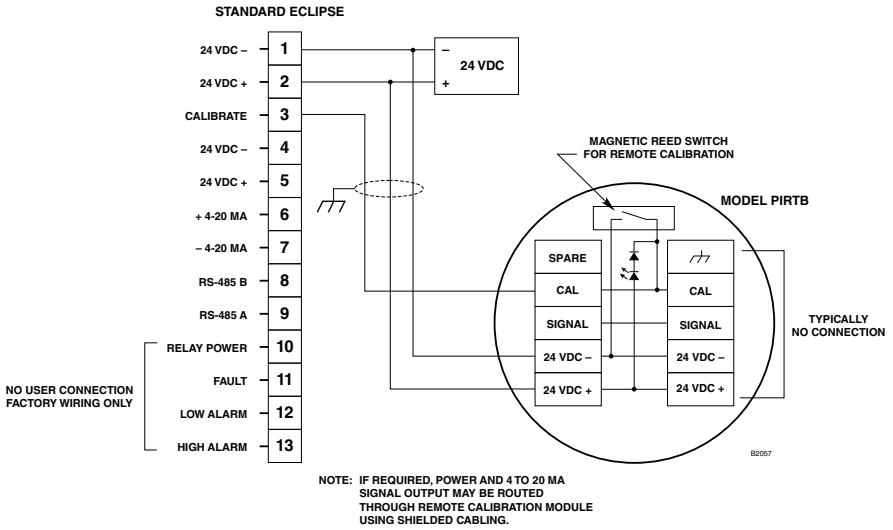 STANDARD ECLIPSE
24 VDC – 1
24 VDC + 2
CALIBRATE 3
24 VDC – 4
24 VDC + 5
+ 4-20 MA 6
– 4-20 MA 7
RS-485 B 8
RS-485 A 9
RELAY POWER 10
FAULT 11
LOW ALARM 12
HIGH ALARM 13
NO USER CONNECTION
FACTORY WIRING ONLY
–
24 VDC
+
MAGNETIC REED SWITCH
FOR REMOTE CALIBRATION
MODEL PIRTB
SPARE
CAL
SIGNAL
24 VDC –
24 VDC +
CAL
SIGNAL
24 VDC –
24 VDC +
TYPICALLY
NO CONNECTION
B2057
NOTE: IF REQUIRED, POWER AND 4 TO 20 MA
SIGNAL OUTPUT MAY BE ROUTED
THROUGH REMOTE CALIBRATION MODULE
USING SHIELDED CABLING.